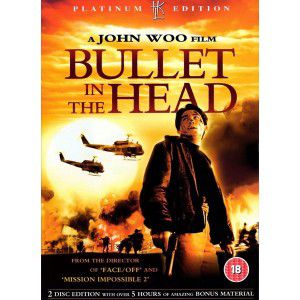 PLATINUM HK EDITION
A JOHN WOO FILM
BULLET
IN THE
HEAD
FROM THE DIRECTOR
OF 'FACE/OFF' AND
'MISSION IMPOSSIBLE 2'
18
2 DISC EDITION WITH OVER 5 HOURS OF AMAZING BONUS MATERIAL